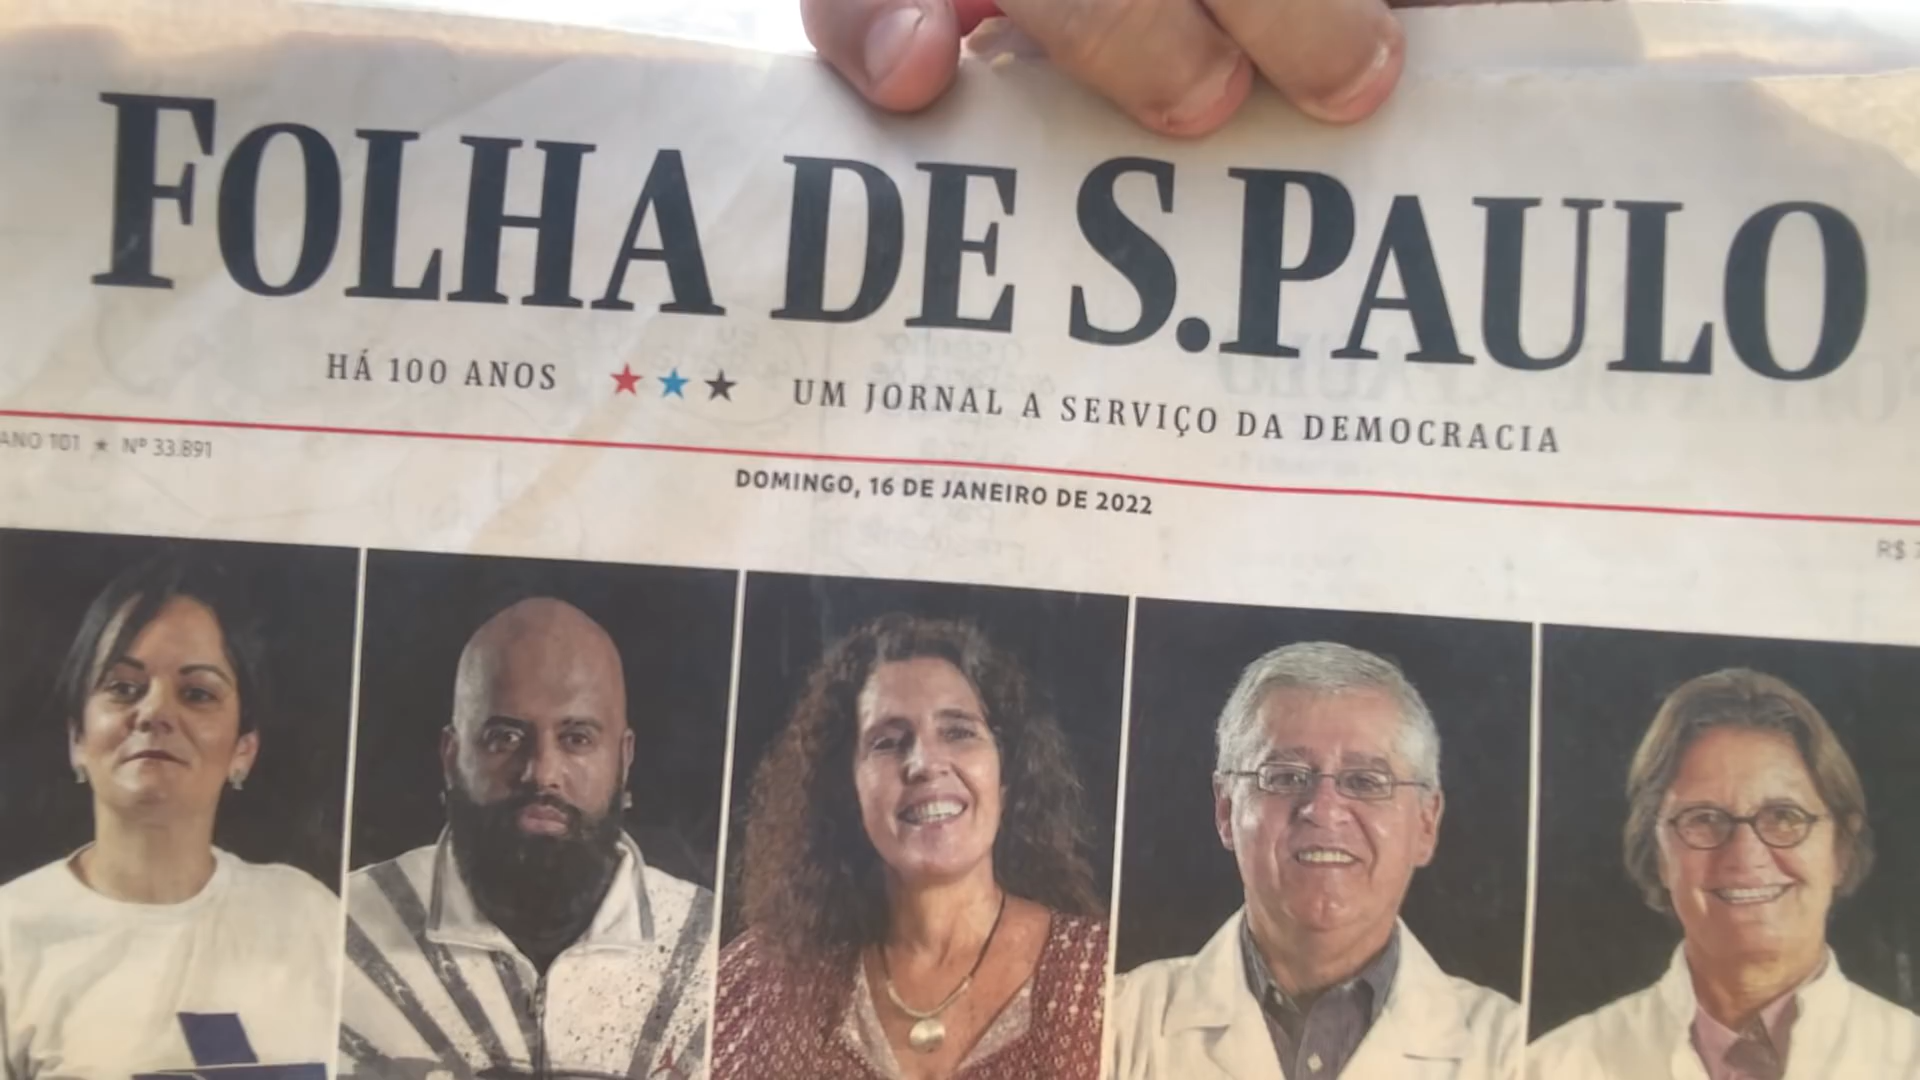 FOLHA DE S.PAULO
HÁ 100 ANOS ★★★ UM JORNAL A SERVIÇO DA DEMOCRACIA
ANO 101 ★ Nº 33.891
DOMINGO, 16 DE JANEIRO DE 2022
R$